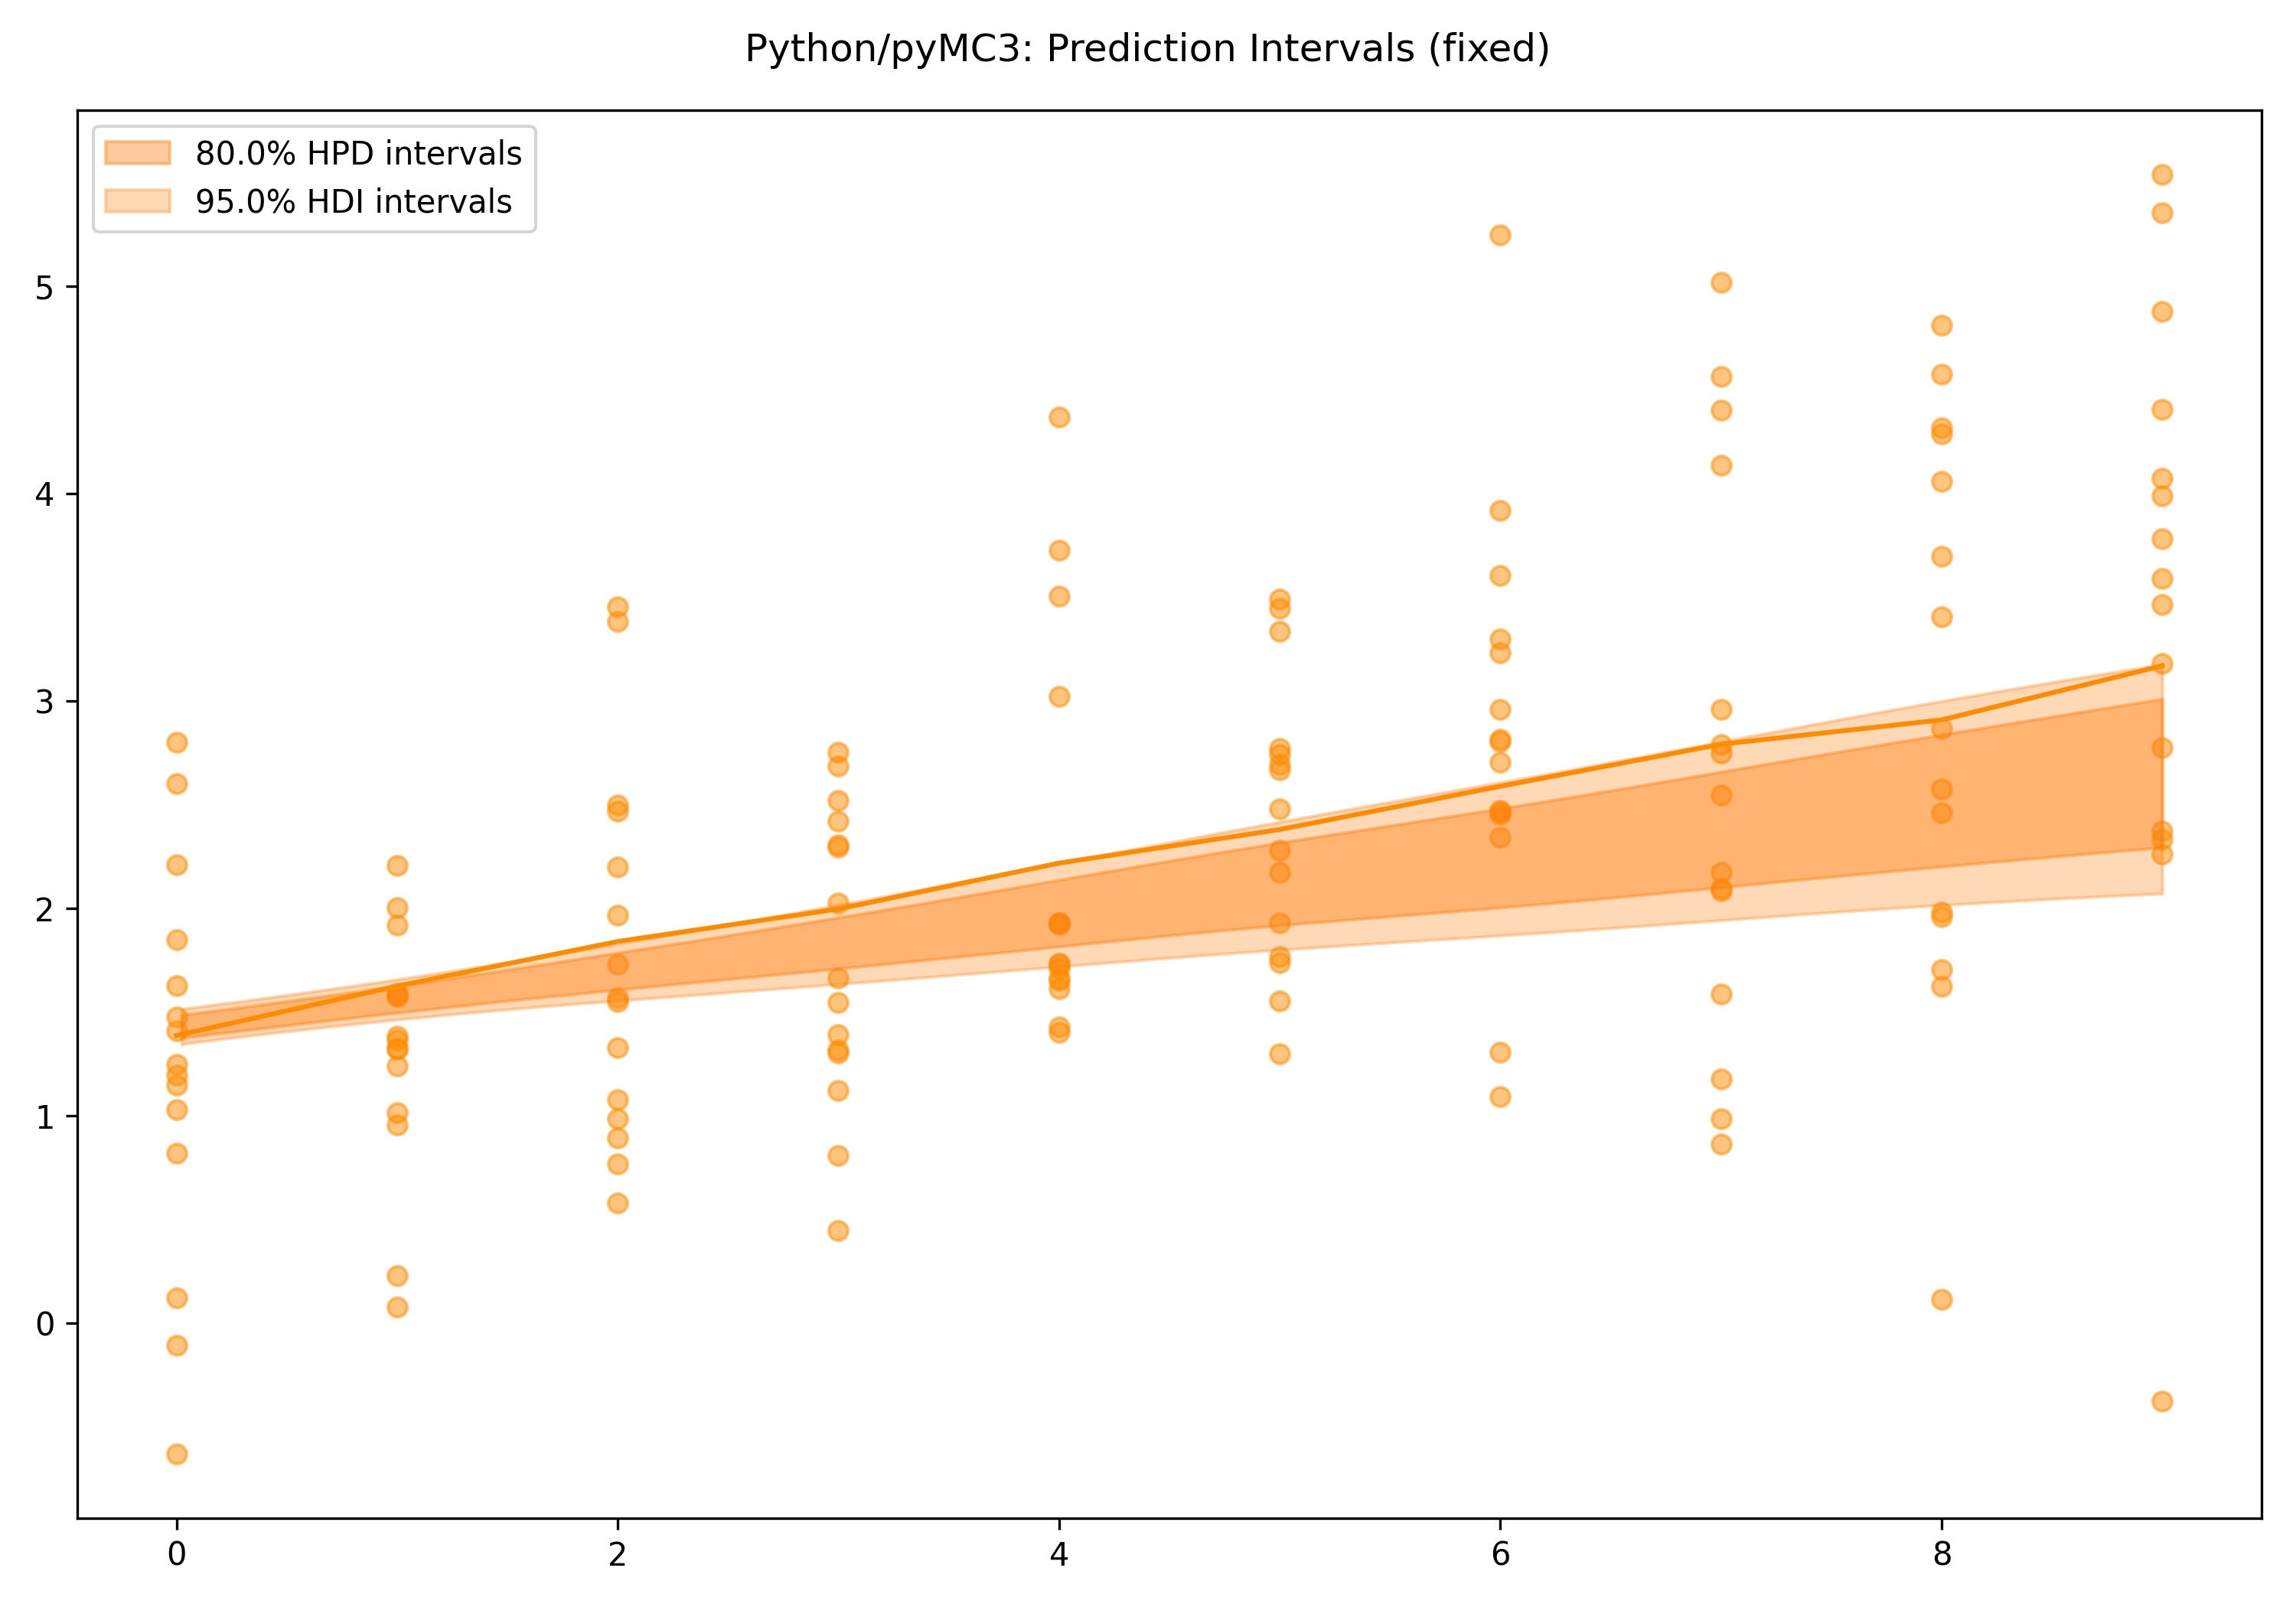 Python/pyMC3: Prediction Intervals (fixed)
80.0% HPD intervals
95.0% HDI intervals
5
4
3
2
1
0
0 2 4 6 8